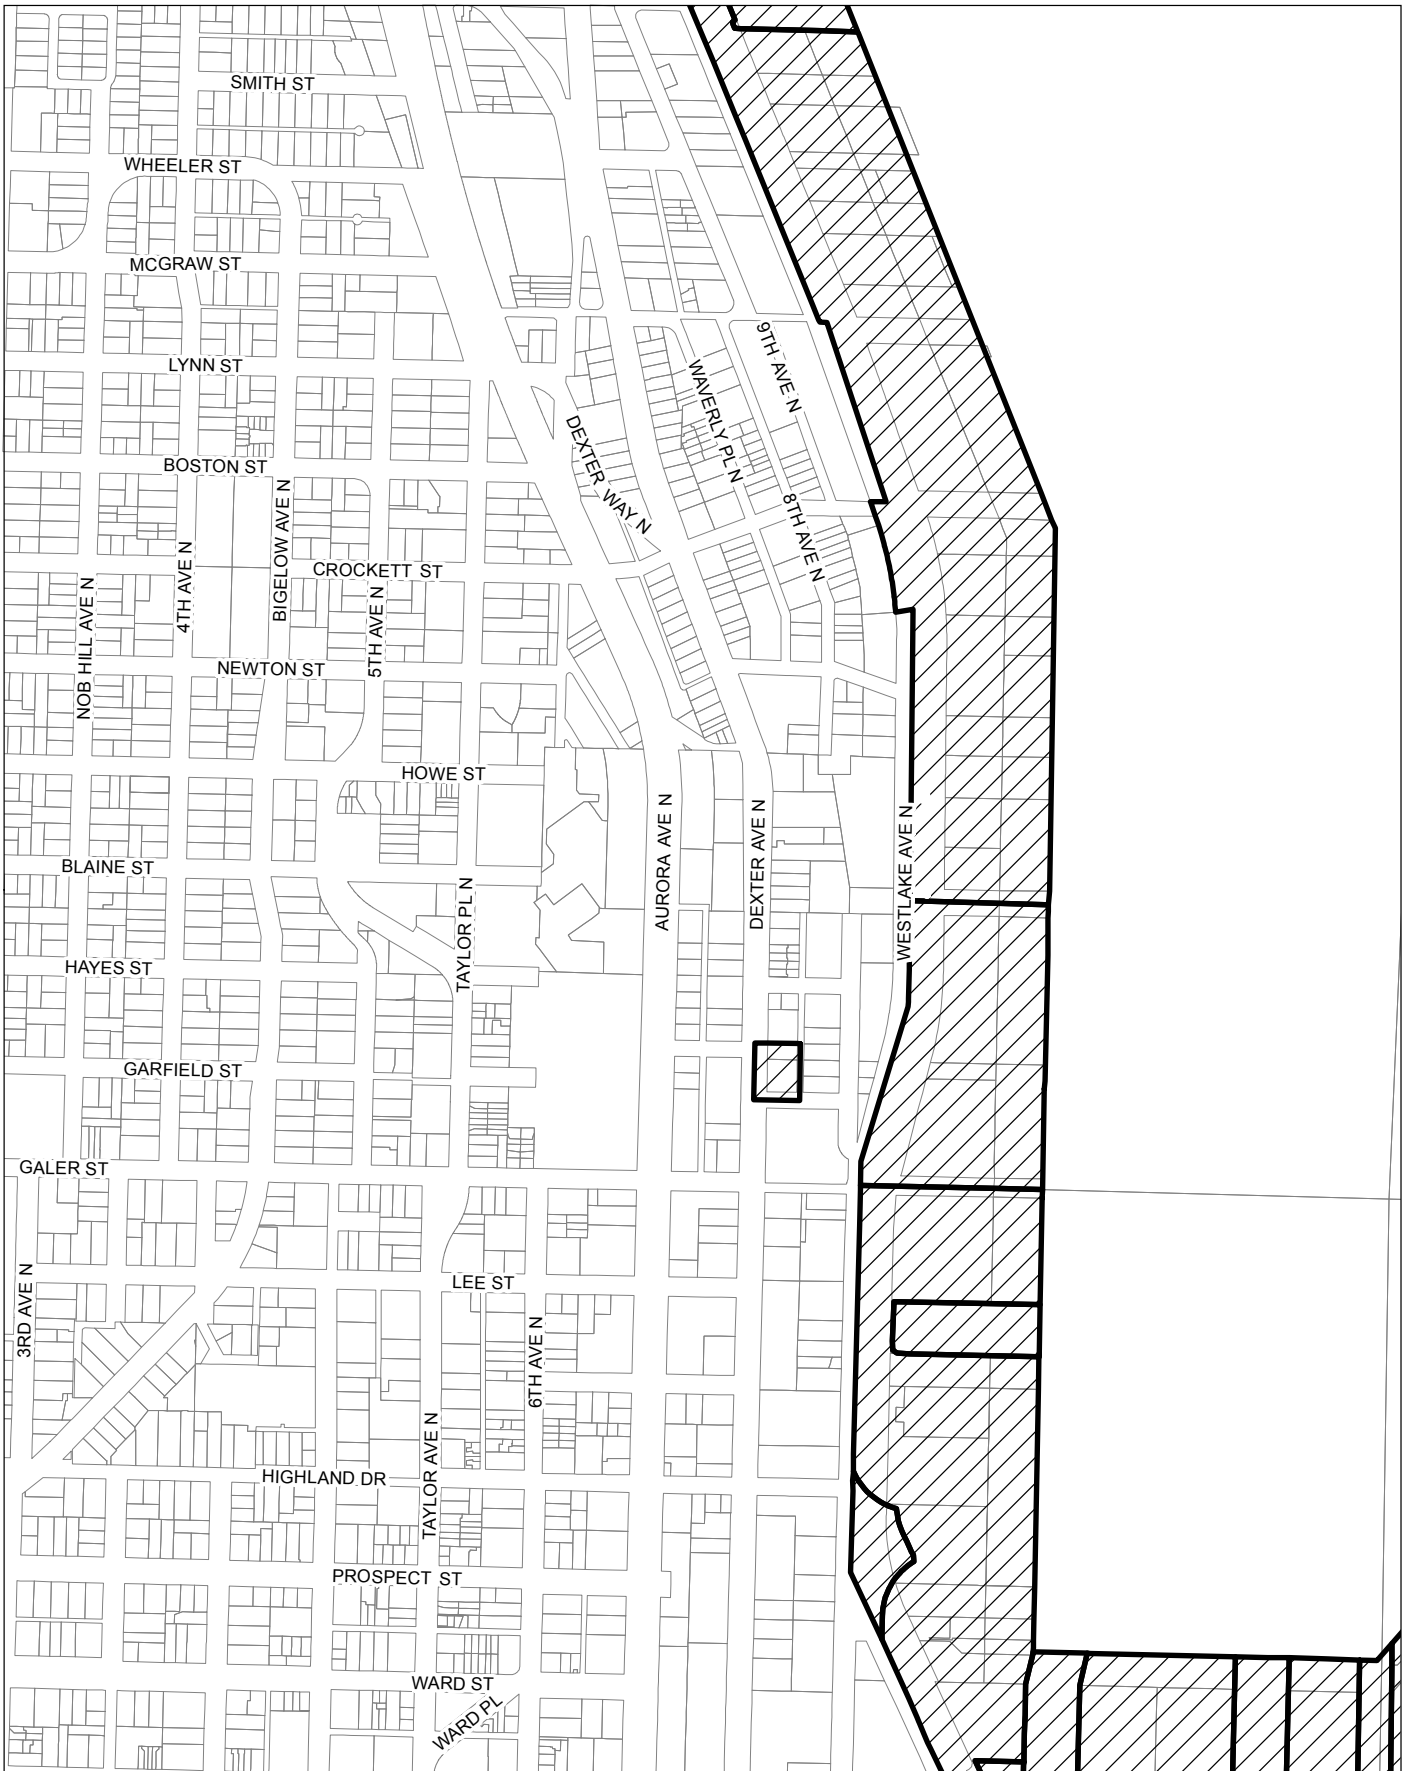 SMITH ST
WHEELER ST
MCGRAW ST
9TH AVE N
LYNN ST
WAVERLY PL N
DEXTER WAY N
BOSTON ST
BIGELOW AVE N
8TH AVE N
4TH AVE N
CROCKETT ST
NOB HILL AVE N
5TH AVE N
NEWTON ST
HOWE ST
AURORA AVE N
DEXTER AVE N
WESTLAKE AVE N
BLAINE ST
TAYLOR PL N
HAYES ST
GARFIELD ST
GALER ST
3RD AVE N
LEE ST
6TH AVE N
TAYLOR AVE N
HIGHLAND DR
PROSPECT ST
WARD ST
WARD PL